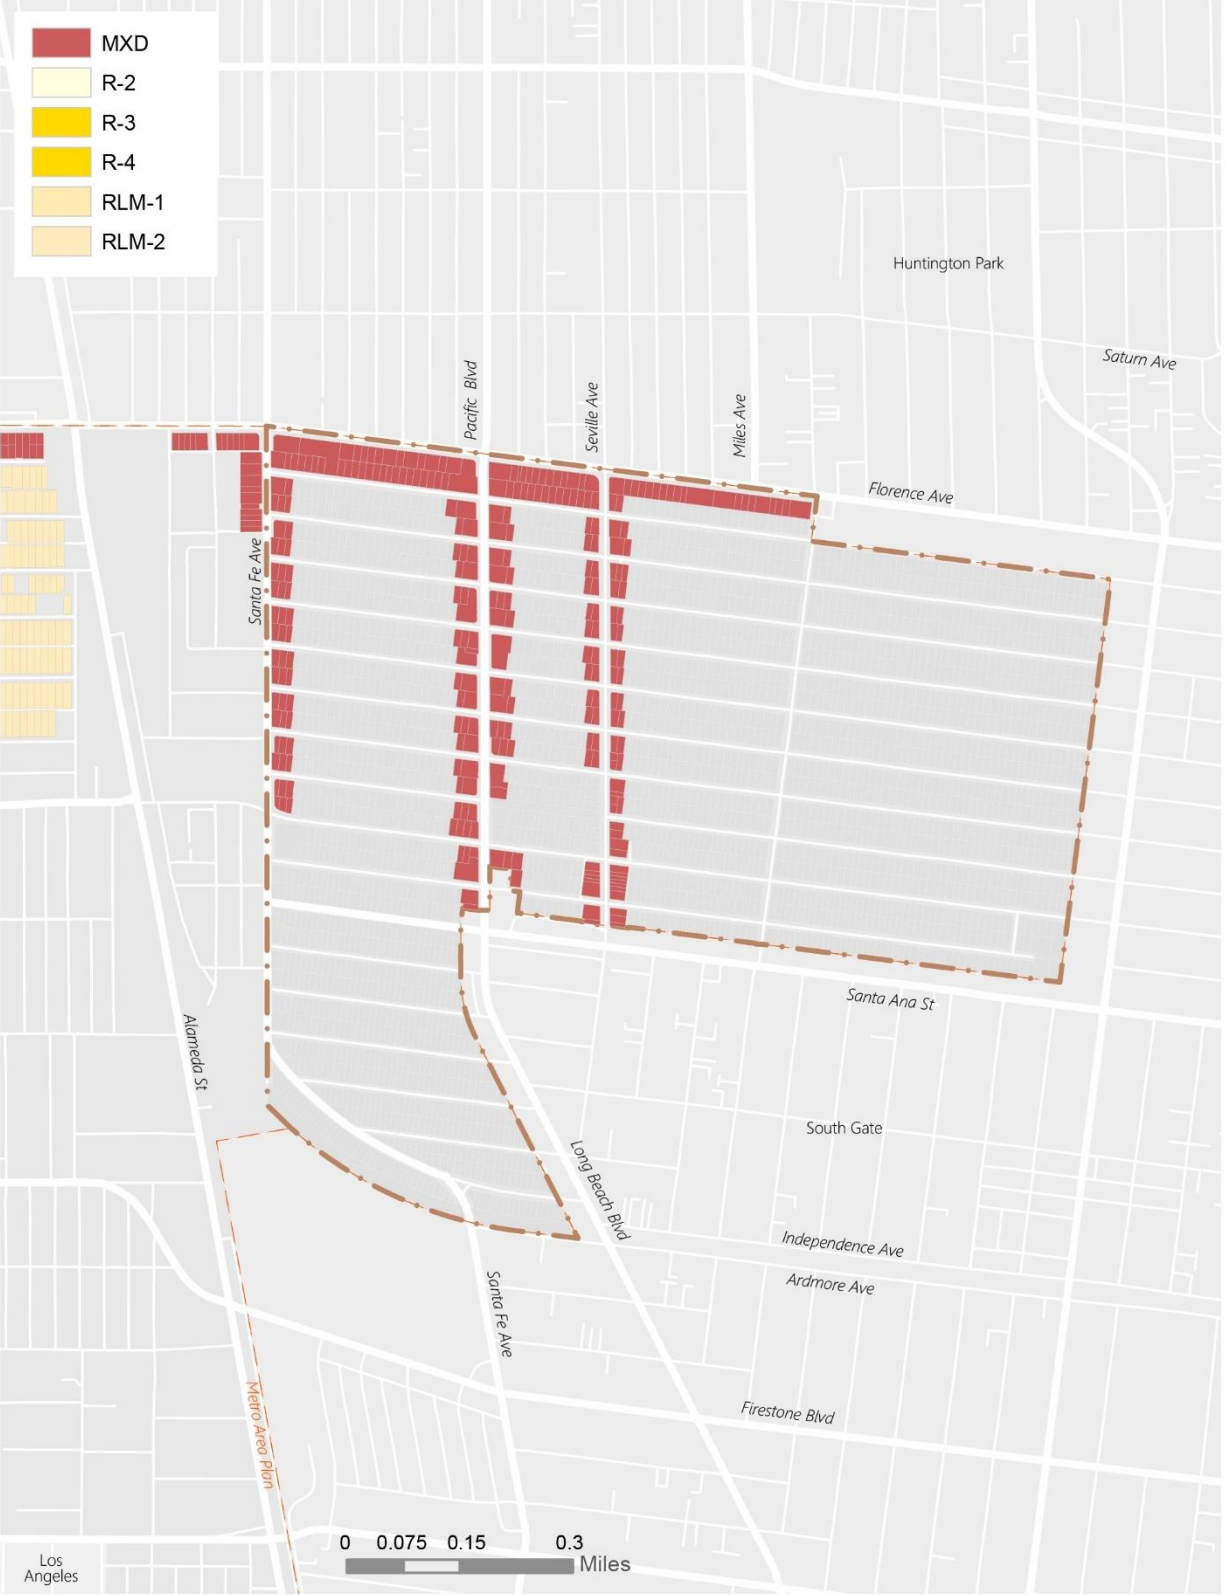 MXD
R-2
R-3
R-4
RLM-1
RLM-2
Huntington Park
Saturn Ave
Pacific Blvd
Seville Ave
Miles Ave
Florence Ave
Santa Fe Ave
Santa Ana St
Alameda St
South Gate
Long Beach Blvd
Independence Ave
Ardmore Ave
Santa Fe Ave
Metro Area Plan
Firestone Blvd
0 0.075 0.15 0.3
Miles
Los
Angeles